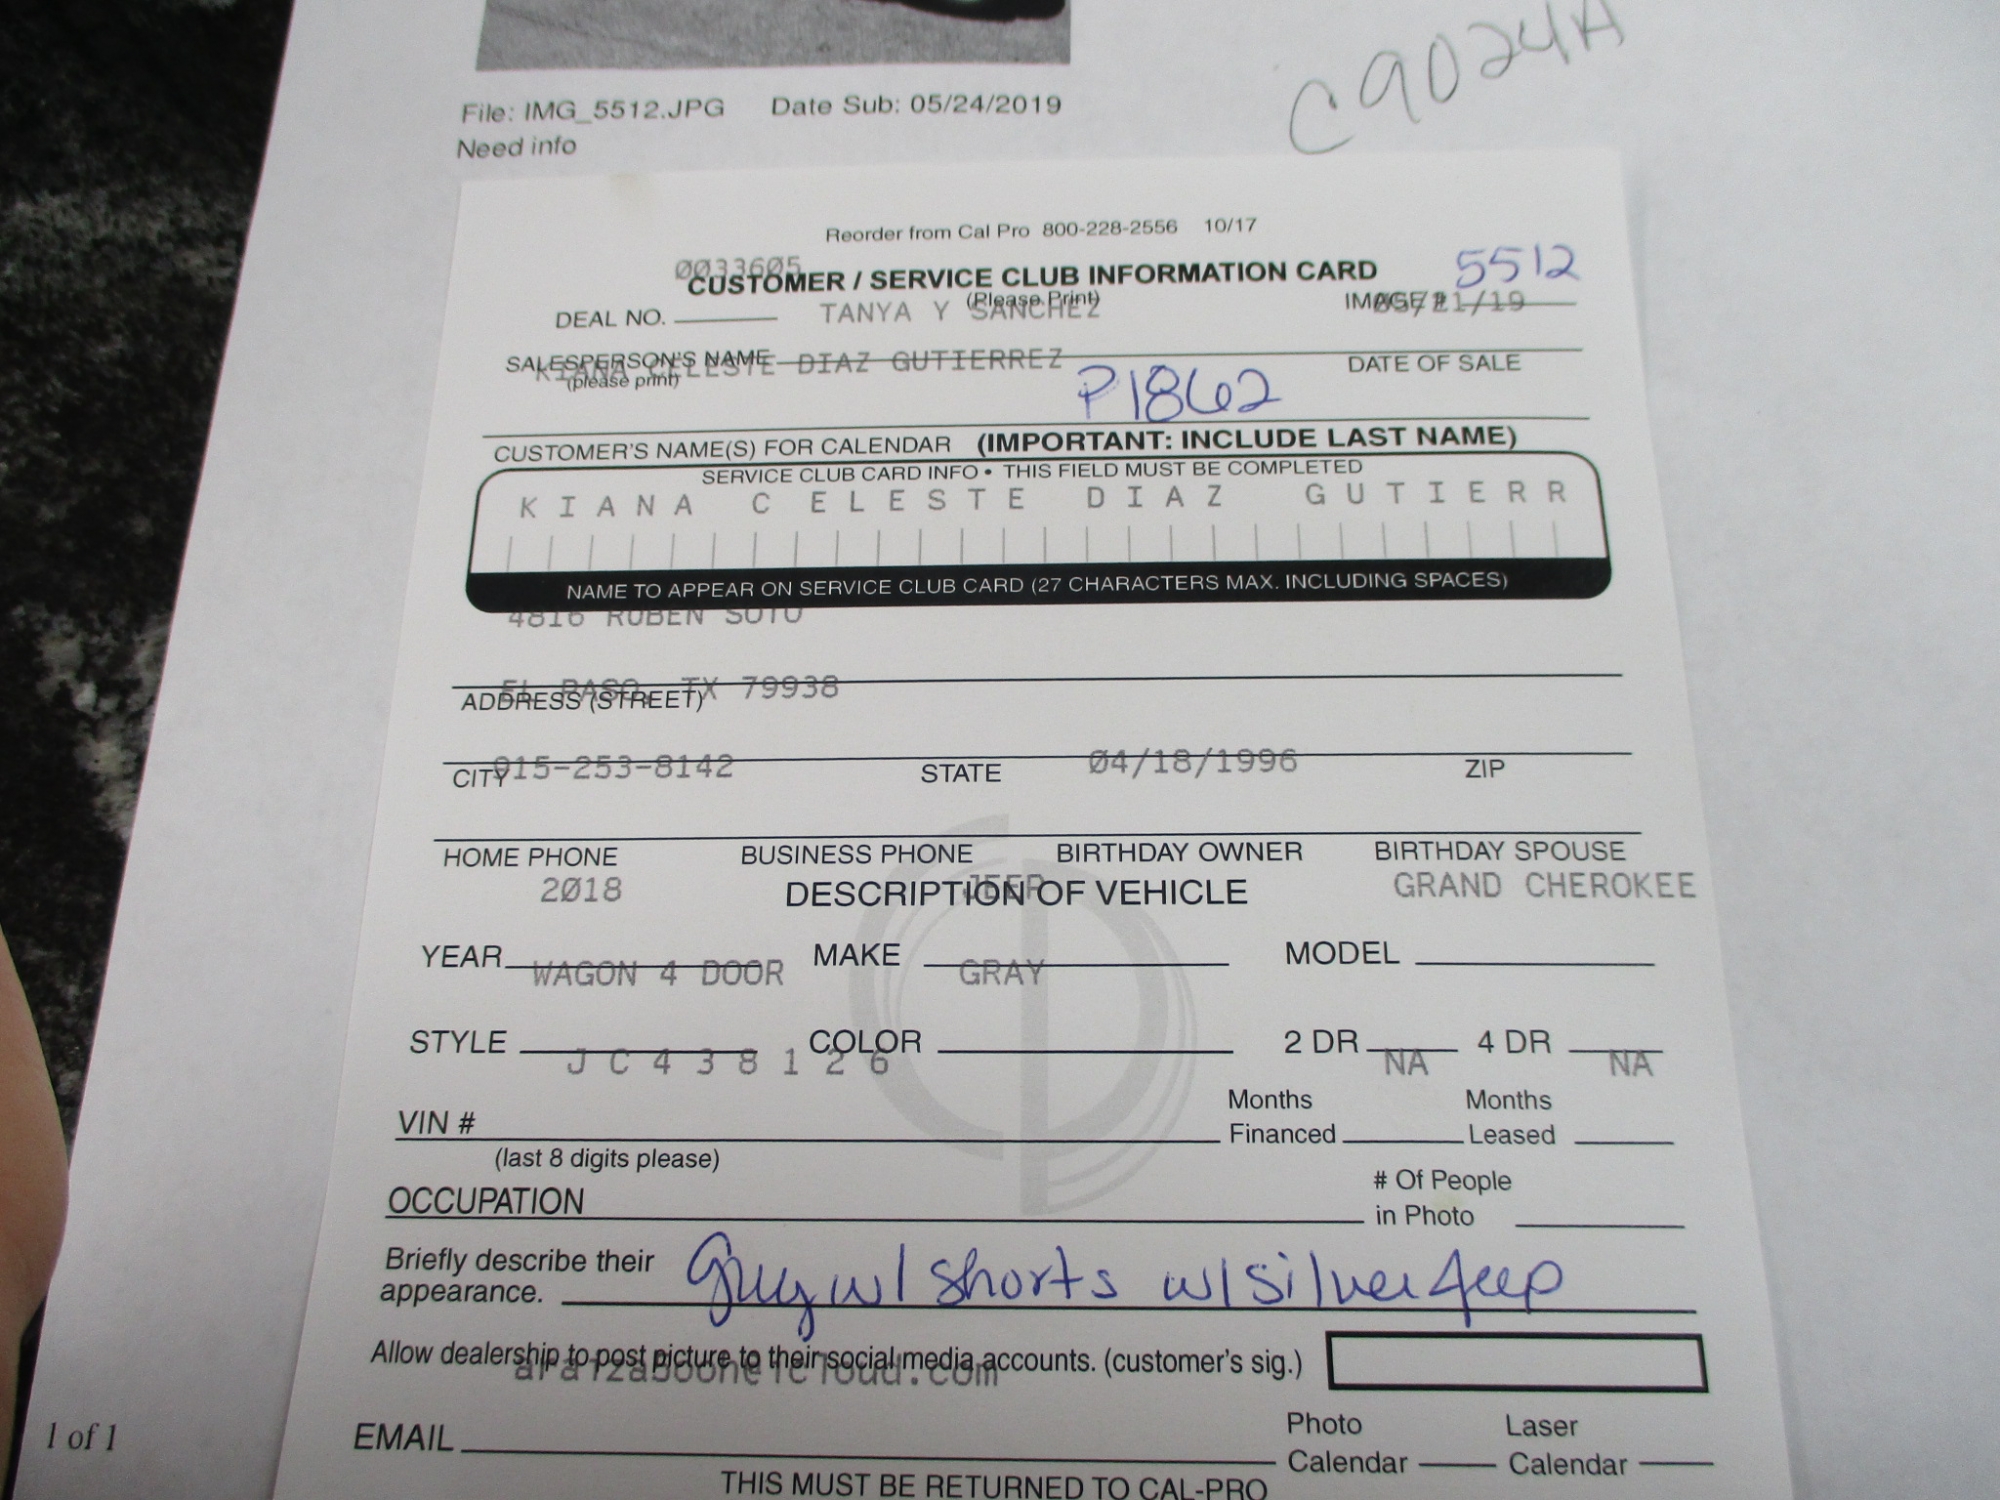 C9024A
File: IMG_5512.JPG Date Sub: 05/24/2019
Need info
Reorder from Cal Pro 800-228-2556 10/17
0033605
CUSTOMER / SERVICE CLUB INFORMATION CARD 5512
(Please Print)
DEAL NO. TANYA Y SANCHEZ IMAGE # /21/19
SALESPERSON'S NAME DATE OF SALE
(please print)
KIANA CELESTE DIAZ GUTIERREZ
P1862
CUSTOMER'S NAME(S) FOR CALENDAR (IMPORTANT: INCLUDE LAST NAME)
SERVICE CLUB CARD INFO • THIS FIELD MUST BE COMPLETED
KIANA CELESTE DIAZ GUTIERR
NAME TO APPEAR ON SERVICE CLUB CARD (27 CHARACTERS MAX. INCLUDING SPACES)
4816 RUBEN SOTO
EL PASO, TX 79938
ADDRESS (STREET)
915-253-8142 04/18/1996
CITY STATE ZIP
HOME PHONE BUSINESS PHONE BIRTHDAY OWNER BIRTHDAY SPOUSE
2018 JEEP GRAND CHEROKEE
DESCRIPTION OF VEHICLE
YEAR MAKE MODEL
WAGON 4 DOOR GRAY
STYLE COLOR 2 DR 4 DR
JC438126 NA NA
VIN # Months Financed Months Leased
(last 8 digits please)
OCCUPATION # Of People in Photo
Briefly describe their appearance. Guy w/ shorts w/ silver jeep
Allow dealership to post picture to their social media accounts. (customer's sig.)
EMAIL Photo Calendar Laser Calendar
THIS MUST BE RETURNED TO CAL-PRO
1 of 1